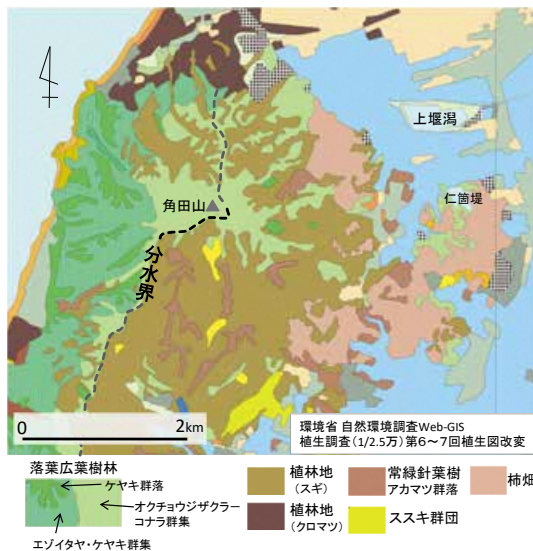 上堰潟
仁箇堤
角田山
分水界
0 2km
環境省 自然環境調査Web-GIS
植生調査(1/2.5万)第6~7回植生図改変
落葉広葉樹林
ケヤキ群落
オクチョウジザクラー
コナラ群集
エゾイタヤ・ケヤキ群集
植林地
(スギ)
植林地
(クロマツ)
常緑針葉樹
アカマツ群落
ススキ群団
柿畑